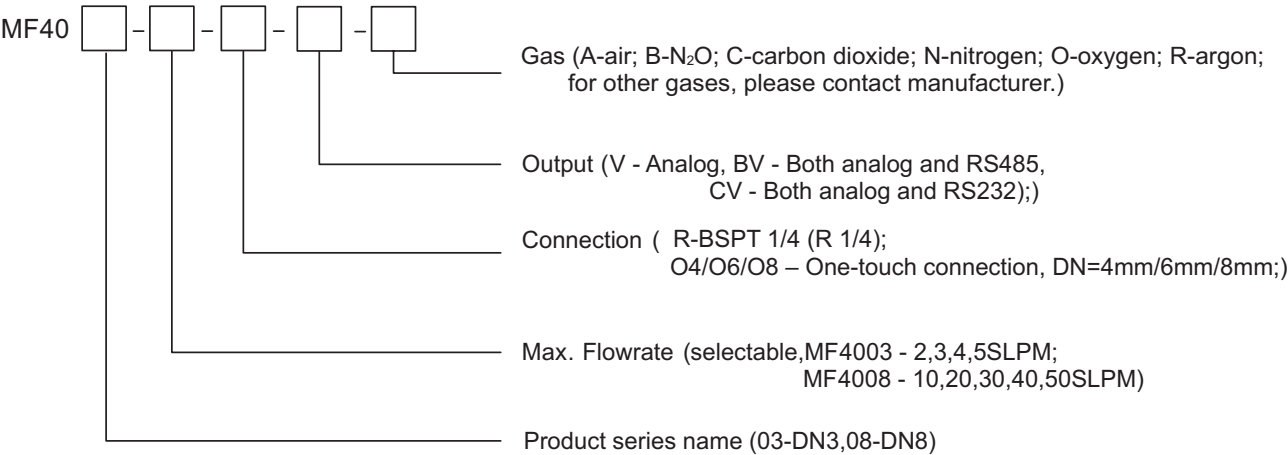 MF40 - - - -
Gas (A-air; B-N₂O; C-carbon dioxide; N-nitrogen; O-oxygen; R-argon;
for other gases, please contact manufacturer.)
Output (V - Analog, BV - Both analog and RS485,
CV - Both analog and RS232);)
Connection ( R-BSPT 1/4 (R 1/4);
O4/O6/O8 – One-touch connection, DN=4mm/6mm/8mm;)
Max. Flowrate (selectable,MF4003 - 2,3,4,5SLPM;
MF4008 - 10,20,30,40,50SLPM)
Product series name (03-DN3,08-DN8)